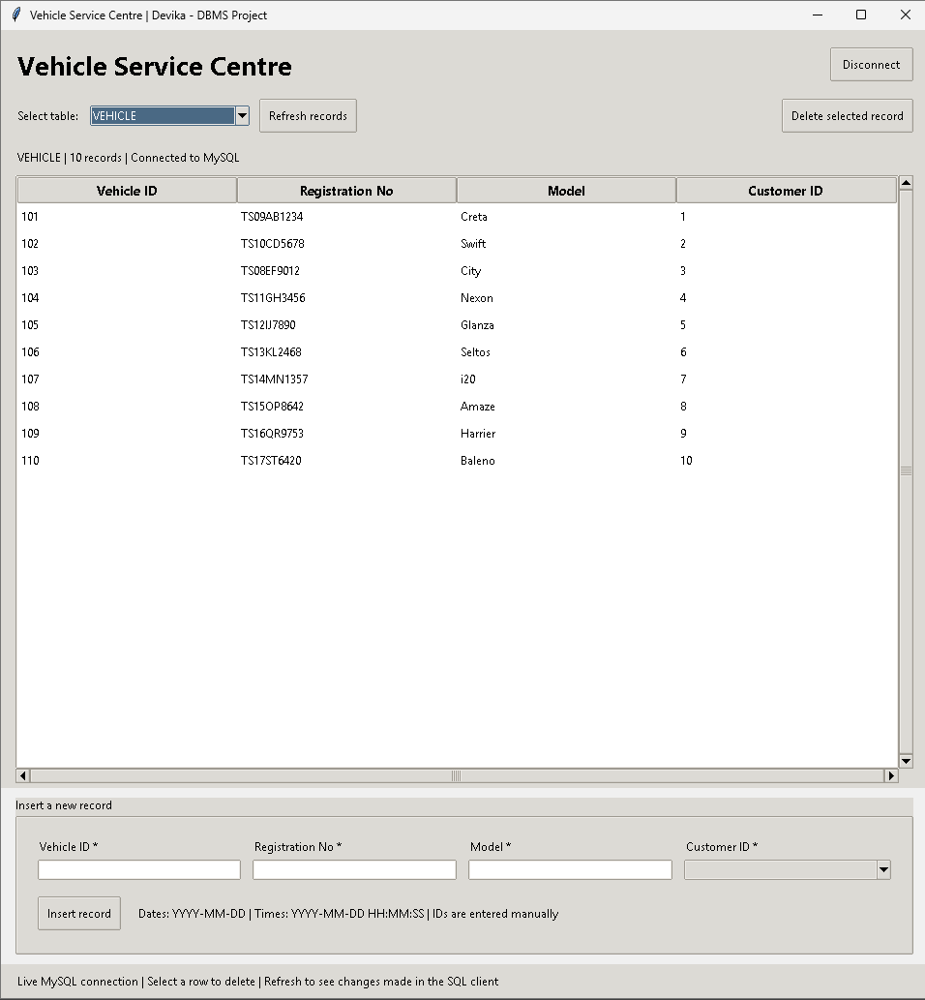 Vehicle Service Centre | Devika - DBMS Project
Vehicle Service Centre
Disconnect
Select table: VEHICLE Refresh records Delete selected record
VEHICLE | 10 records | Connected to MySQL
Vehicle ID Registration No Model Customer ID
101 TS09AB1234 Creta 1
102 TS10CD5678 Swift 2
103 TS08EF9012 City 3
104 TS11GH3456 Nexon 4
105 TS12IJ7890 Glanza 5
106 TS13KL2468 Seltos 6
107 TS14MN1357 i20 7
108 TS15OP8642 Amaze 8
109 TS16QR9753 Harrier 9
110 TS17ST6420 Baleno 10
Insert a new record
Vehicle ID * Registration No * Model * Customer ID *
Insert record Dates: YYYY-MM-DD | Times: YYYY-MM-DD HH:MM:SS | IDs are entered manually
Live MySQL connection | Select a row to delete | Refresh to see changes made in the SQL client